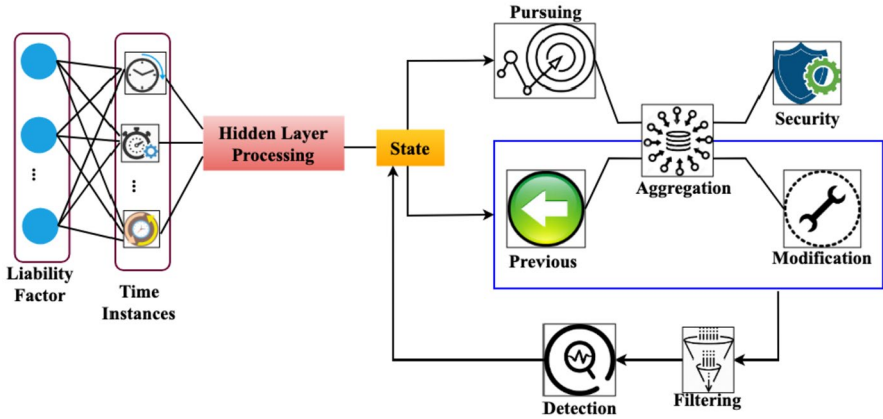 Pursuing
Security
Hidden Layer
Processing
State
Aggregation
Previous
Modification
Liability
Factor
Time
Instances
Detection
Filtering